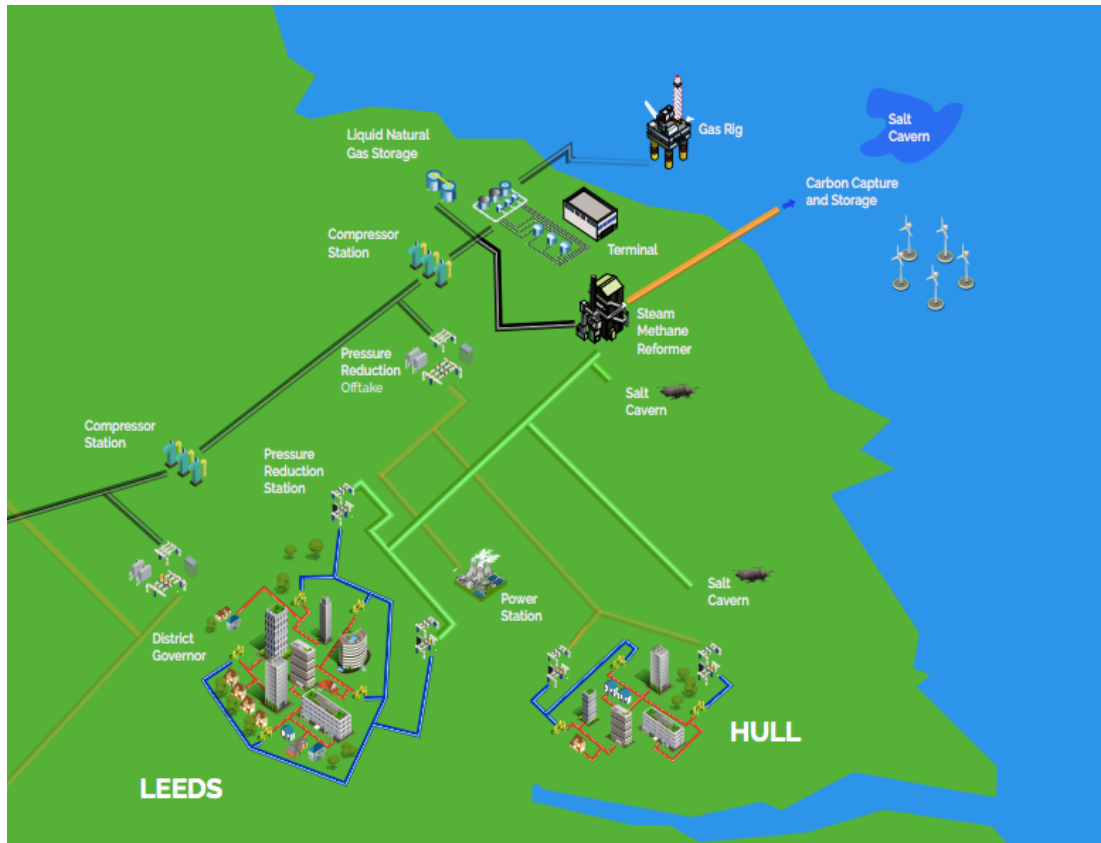 Liquid Natural
Gas Storage
Gas Rig
Salt
Cavern
Carbon Capture
and Storage
Compressor
Station
Terminal
Steam
Methane
Reformer
Pressure
Reduction
Offtake
Salt
Cavern
Compressor
Station
Pressure
Reduction
Station
Salt
Cavern
Power
Station
District
Governor
HULL
LEEDS